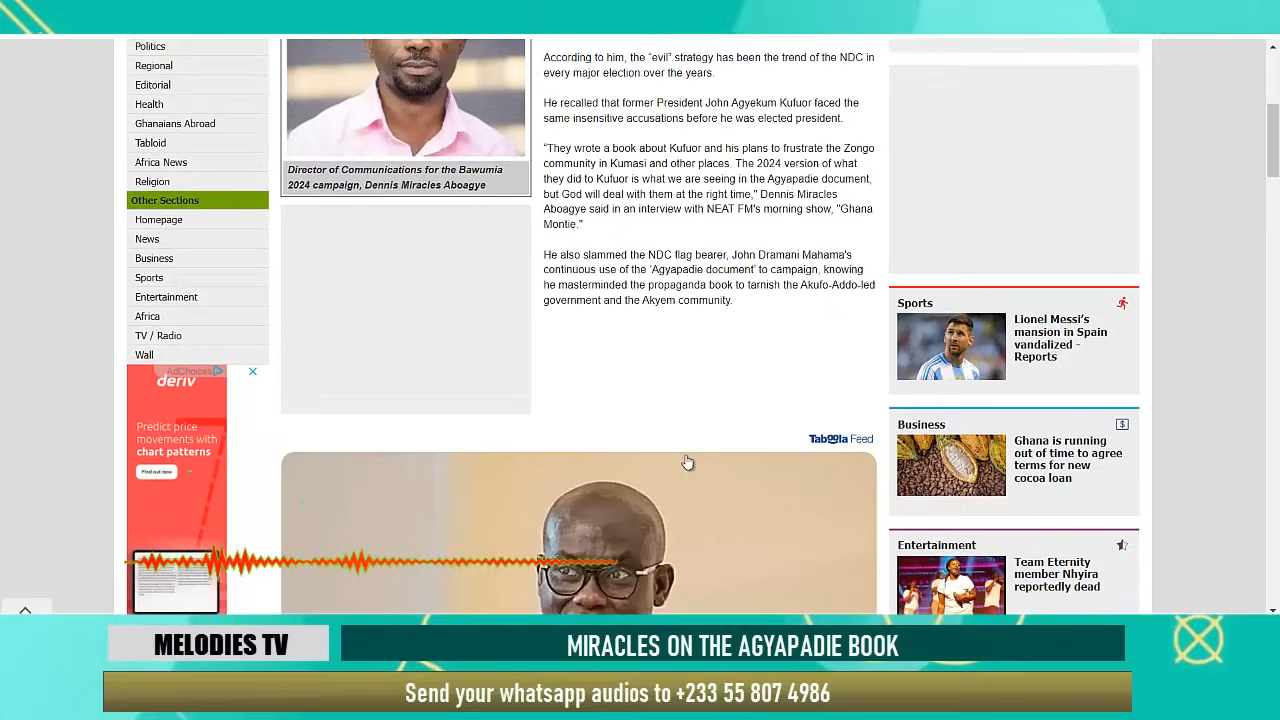 Politics
Regional
Editorial
Health
Ghanaians Abroad
Tabloid
Africa News
Religion
Other Sections
Homepage
News
Business
Sports
Entertainment
Africa
TV / Radio
Wall
AdChoices
deriv
Predict price
movements with
chart patterns
Find out now
Director of Communications for the Bawumia
2024 campaign, Dennis Miracles Aboagye
According to him, the “evil” strategy has been the trend of the NDC in
every major election over the years.
He recalled that former President John Agyekum Kufuor faced the
same insensitive accusations before he was elected president.
“They wrote a book about Kufuor and his plans to frustrate the Zongo
community in Kumasi and other places. The 2024 version of what
they did to Kufuor is what we are seeing in the Agyapadie document,
but God will deal with them at the right time,” Dennis Miracles
Aboagye said in an interview with NEAT FM's morning show, "Ghana
Montie."
He also slammed the NDC flag bearer, John Dramani Mahama's
continuous use of the ‘Agyapadie document’ to campaign, knowing
he masterminded the propaganda book to tarnish the Akufo-Addo-led
government and the Akyem community.
Taboola Feed
Sports
Lionel Messi’s
mansion in Spain
vandalized -
Reports
Business
Ghana is running
out of time to agree
terms for new
cocoa loan
Entertainment
Team Eternity
member Nhyira
reportedly dead
MELODIES TV
MIRACLES ON THE AGYAPADIE BOOK
Send your whatsapp audios to +233 55 807 4986